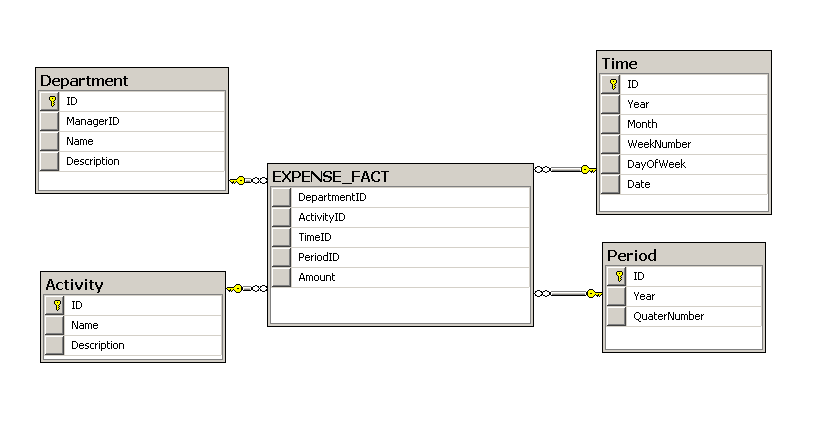 Department
ID
ManagerID
Name
Description
Activity
ID
Name
Description
EXPENSE_FACT
DepartmentID
ActivityID
TimeID
PeriodID
Amount
Time
ID
Year
Month
WeekNumber
DayOfWeek
Date
Period
ID
Year
QuaterNumber